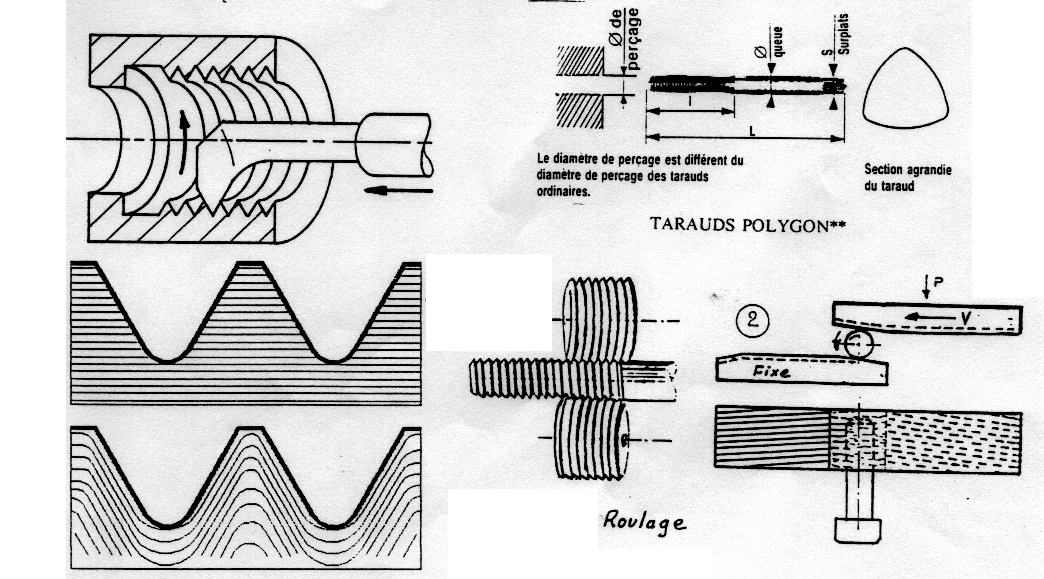 Ø de
perçage
Ø
queue
S
Surplats
l
L
Le diamètre de perçage est différent du
diamètre de perçage des tarauds
ordinaires.
Section agrandie
du taraud
TARAUDS POLYGON**
2
P
V
Fixe
Roulage